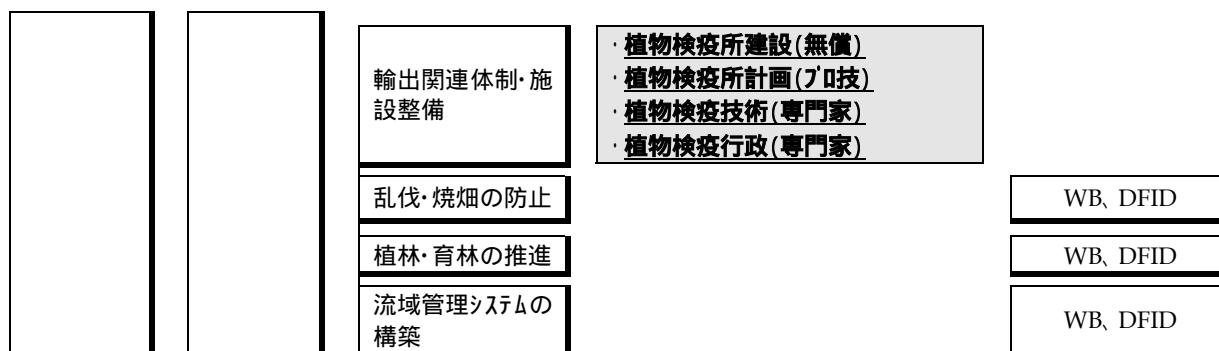 輸出関連体制･施
設整備
･植物検疫所建設(無償)
･植物検疫所計画(ﾌﾟﾛ技)
･植物検疫技術(専門家)
･植物検疫行政(専門家)
乱伐･焼畑の防止
WB、DFID
植林･育林の推進
WB、DFID
流域管理ｼｽﾃﾑの
構築
WB、DFID